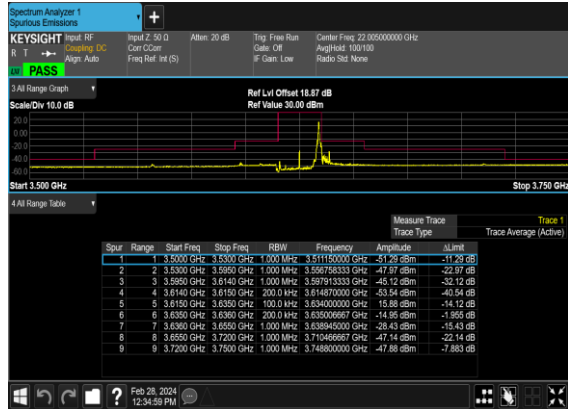 Spectrum Analyzer 1
Spurious Emissions
KEYSIGHT Input: RF Input Z: 50 Ω Atten: 20 dB Trig: Free Run Center Freq: 22.005000000 GHz
R T Coupling: DC Corr CCorr Gate: Off Avg|Hold: 100/100
Align: Auto Freq Ref: Int (S) IF Gain: Low Radio Std: None
PASS
3 All Range Graph
Ref Lvl Offset 18.87 dB
Scale/Div 10.0 dB Ref Value 30.00 dBm
20.0
0.00
-20.0
-40.0
-60.0
Start 3.500 GHz Stop 3.750 GHz
4 All Range Table
Measure Trace Trace 1
Trace Type Trace Average (Active)
Spur Range Start Freq Stop Freq RBW Frequency Amplitude ΔLimit
1 1 3.5000 GHz 3.5300 GHz 1.000 MHz 3.511150000 GHz -51.29 dBm -11.29 dB
2 2 3.5300 GHz 3.5950 GHz 1.000 MHz 3.556758333 GHz -47.97 dBm -22.97 dB
3 3 3.5950 GHz 3.6140 GHz 1.000 MHz 3.597913333 GHz -45.12 dBm -32.12 dB
4 4 3.6140 GHz 3.6150 GHz 200.0 kHz 3.614870000 GHz -53.54 dBm -40.54 dB
5 5 3.6150 GHz 3.6350 GHz 100.0 kHz 3.634000000 GHz 15.88 dBm -14.12 dB
6 6 3.6350 GHz 3.6360 GHz 200.0 kHz 3.635006667 GHz -14.95 dBm -1.955 dB
7 7 3.6360 GHz 3.6550 GHz 1.000 MHz 3.638945000 GHz -28.43 dBm -15.43 dB
8 8 3.6550 GHz 3.7200 GHz 1.000 MHz 3.710466667 GHz -47.14 dBm -22.14 dB
9 9 3.7200 GHz 3.7500 GHz 1.000 MHz 3.748800000 GHz -47.88 dBm -7.883 dB
Feb 28, 2024
12:34:59 PM